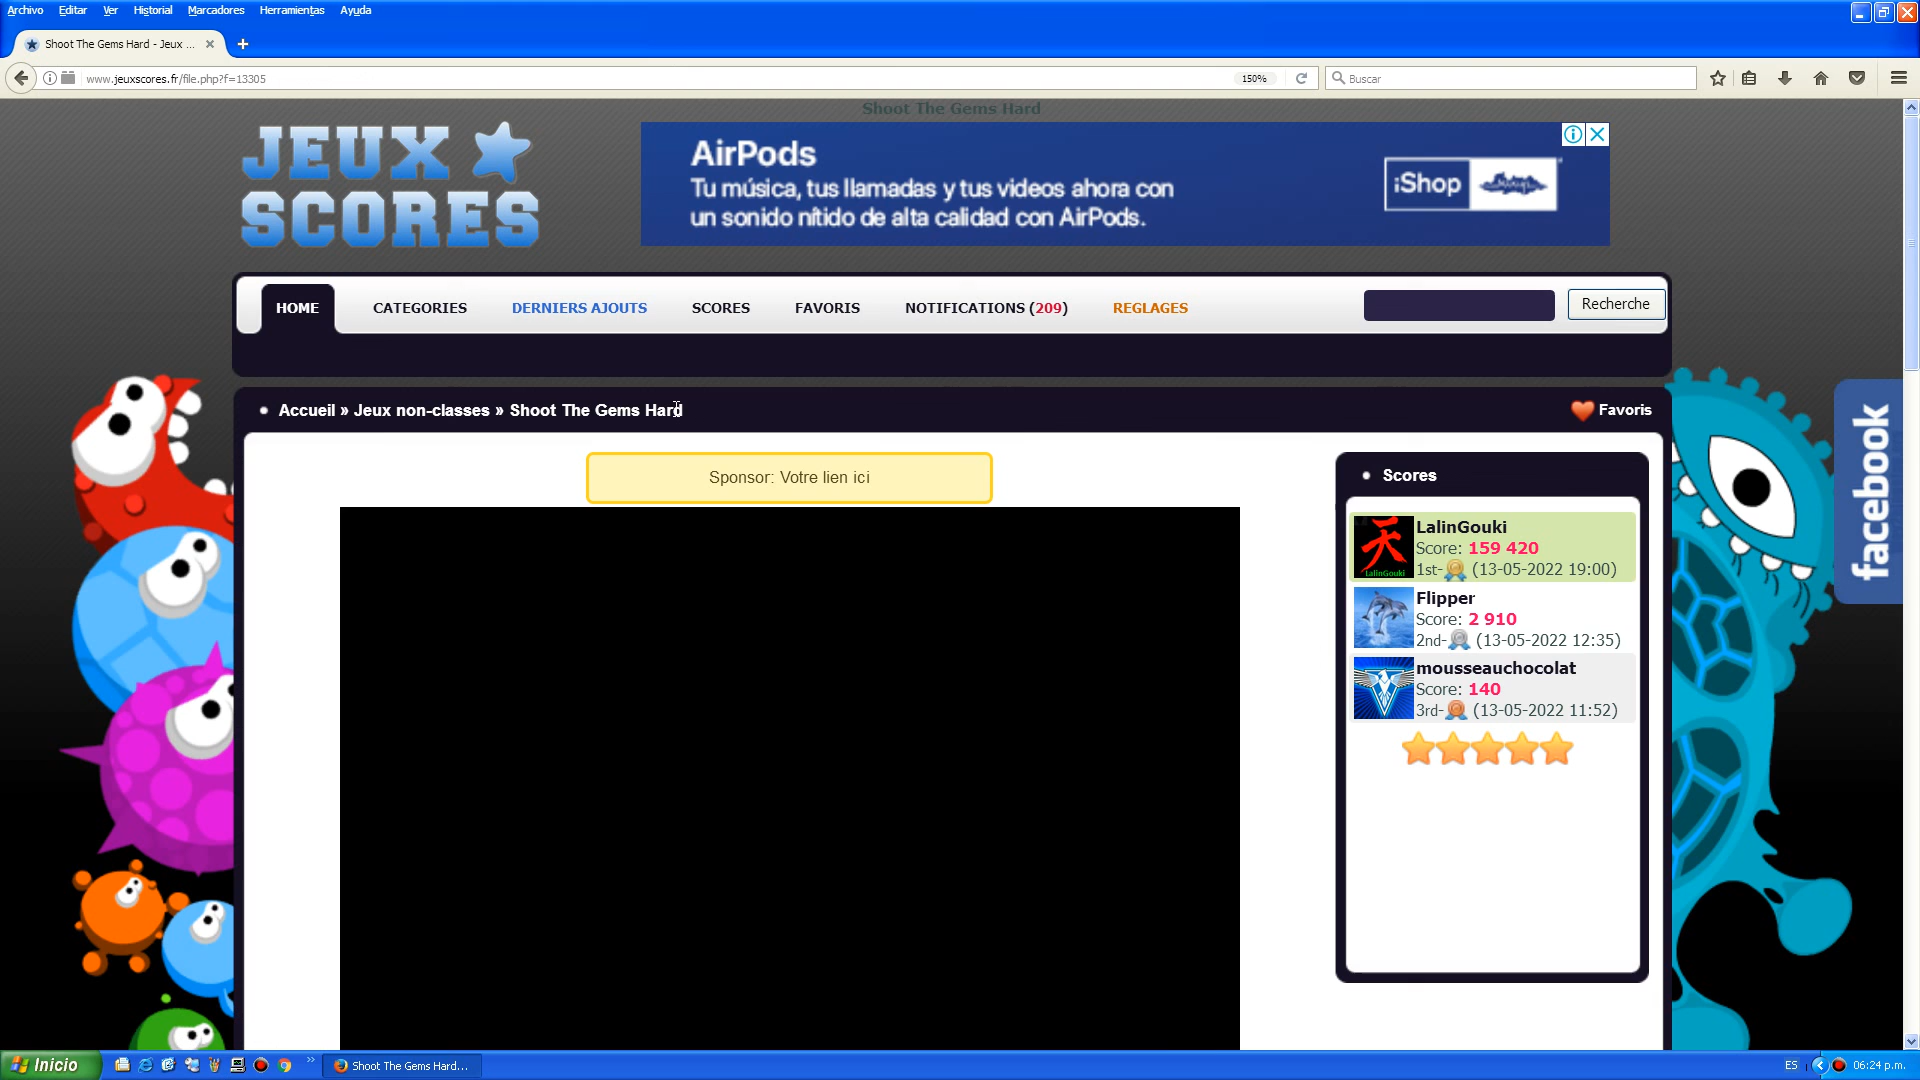 Archivo Editar Ver Historial Marcadores Herramientas Ayuda
Shoot The Gems Hard - Jeux ...
www.jeuxscores.fr/file.php?f=13305
150%
Buscar
Shoot The Gems Hard
JEUX
SCORES
AirPods
Tu música, tus llamadas y tus videos ahora con
un sonido nítido de alta calidad con AirPods.
iShop
HOME CATEGORIES DERNIERS AJOUTS SCORES FAVORIS NOTIFICATIONS (209) REGLAGES
Recherche
Accueil » Jeux non-classes » Shoot The Gems Hard
Favoris
facebook
Sponsor: Votre lien ici
Scores
LalinGouki
Score: 159 420
1st- (13-05-2022 19:00)
天
LalinGouki
Flipper
Score: 2 910
2nd- (13-05-2022 12:35)
mousseauchocolat
Score: 140
3rd- (13-05-2022 11:52)
Inicio
Shoot The Gems Hard...
ES
06:24 p.m.